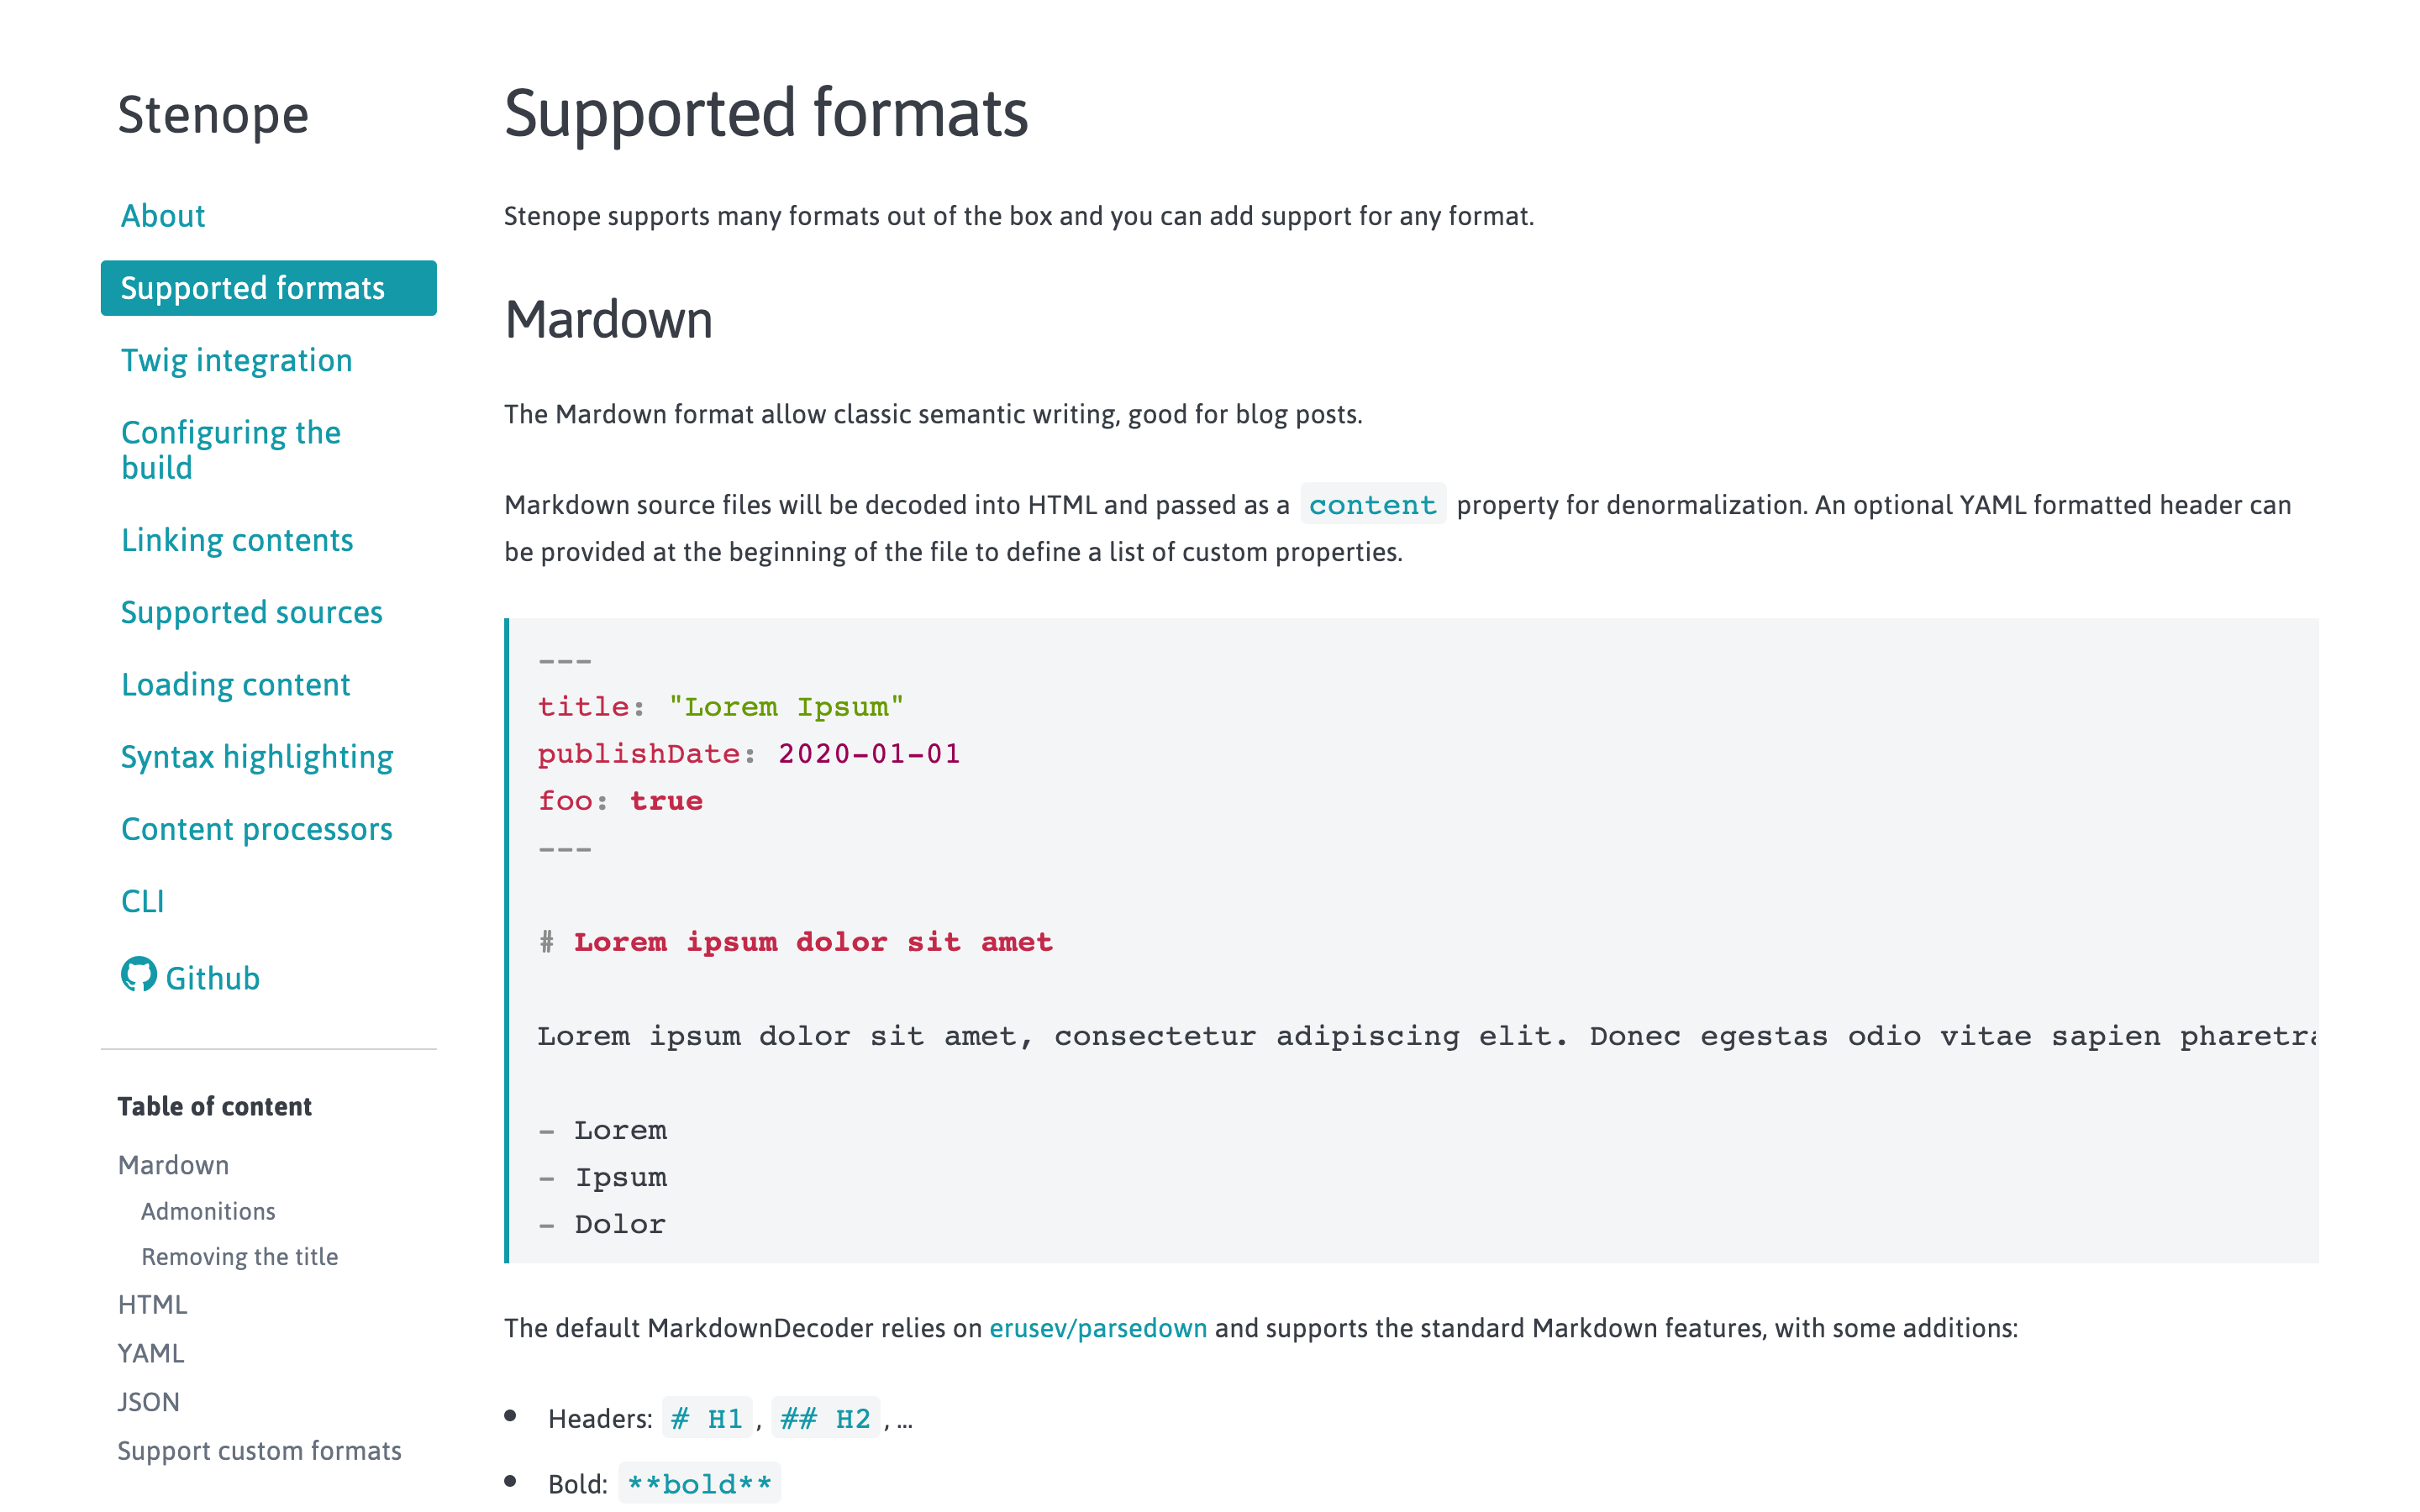 Stenope
About
Supported formats
Twig integration
Configuring the
build
Linking contents
Supported sources
Loading content
Syntax highlighting
Content processors
CLI
Github
Table of content
Mardown
Admonitions
Removing the title
HTML
YAML
JSON
Support custom formats
Supported formats
Stenope supports many formats out of the box and you can add support for any format.
Mardown
The Mardown format allow classic semantic writing, good for blog posts.
Markdown source files will be decoded into HTML and passed as a content property for denormalization. An optional YAML formatted header can
be provided at the beginning of the file to define a list of custom properties.
---
title: "Lorem Ipsum"
publishDate: 2020-01-01
foo: true
---
# Lorem ipsum dolor sit amet
Lorem ipsum dolor sit amet, consectetur adipiscing elit. Donec egestas odio vitae sapien pharetra
- Lorem
- Ipsum
- Dolor
The default MarkdownDecoder relies on erusev/parsedown and supports the standard Markdown features, with some additions:
• Headers: # H1, ## H2, ...
• Bold: **bold**